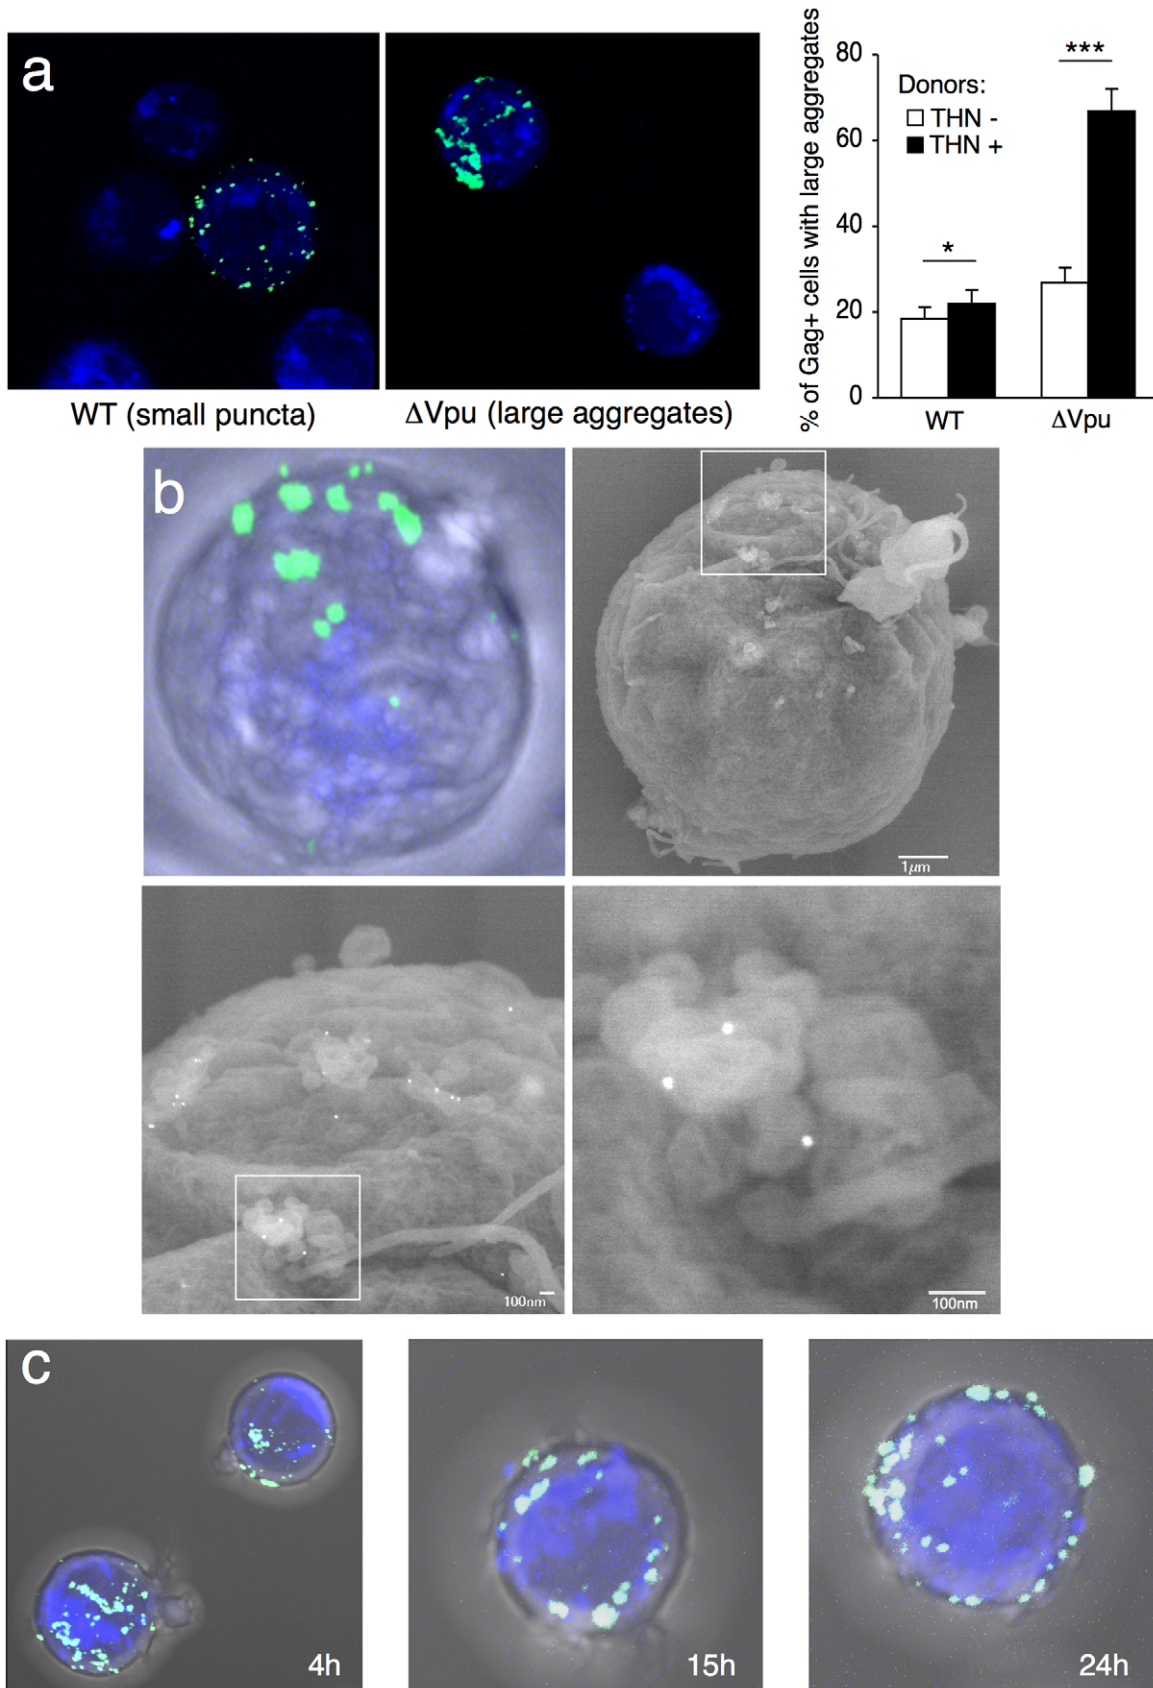 a
WT (small puncta)
ΔVpu (large aggregates)
% of Gag+ cells with large aggregates
80
60
40
20
0
Donors:
THN -
THN +
*
***
WT
ΔVpu
b
1μm
100nm
100nm
c
4h
15h
24h